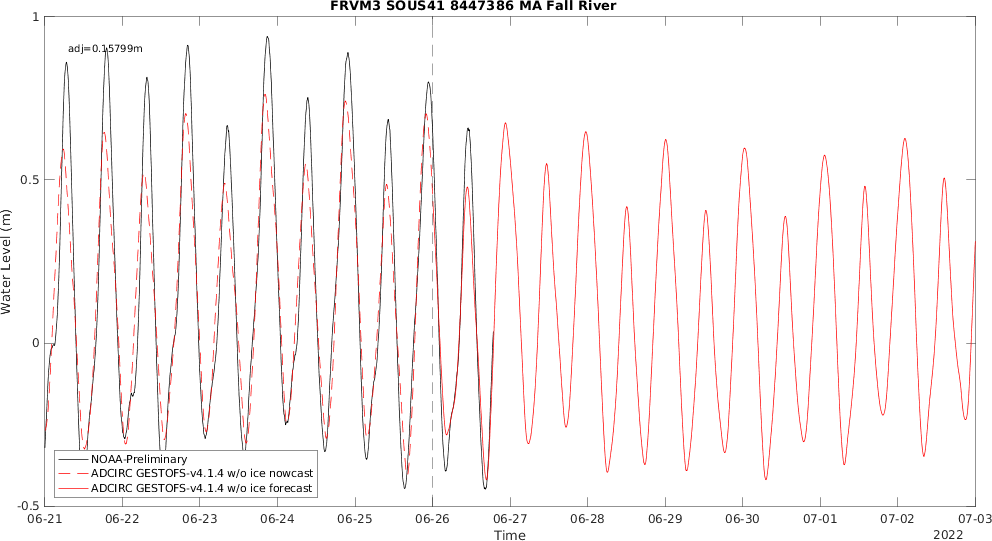 FRVM3 SOUS41 8447386 MA Fall River
1
adj=0.15799m
0.5
Water Level (m)
0
NOAA-Preliminary
ADCIRC GESTOFS-v4.1.4 w/o ice nowcast
ADCIRC GESTOFS-v4.1.4 w/o ice forecast
-0.5
06-21 06-22 06-23 06-24 06-25 06-26 06-27 06-28 06-29 06-30 07-01 07-02 07-03
Time 2022